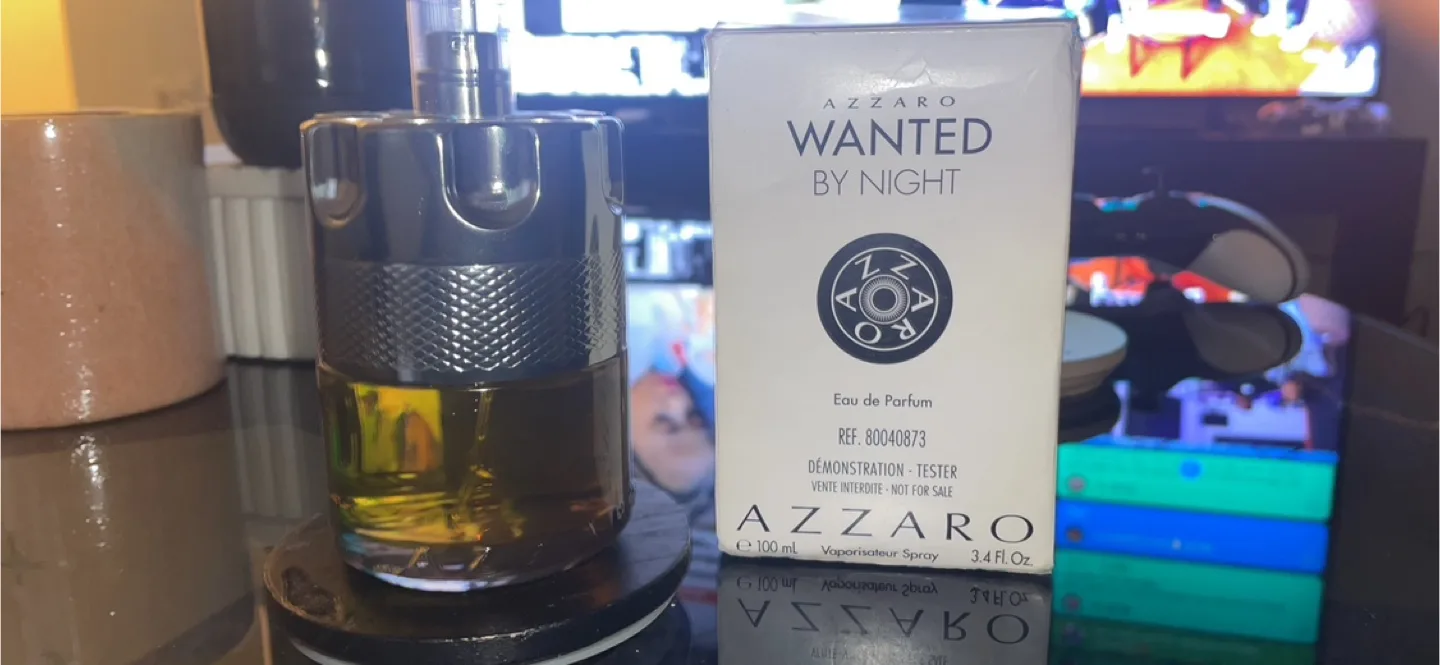 AZZARO
WANTED
BY NIGHT
AZZARO
Eau de Parfum
REF. 80040873
DÉMONSTRATION - TESTER
VENTE INTERDITE - NOT FOR SALE
AZZARO
℮ 100 mL Vaporisateur Spray 3.4 Fl. Oz.